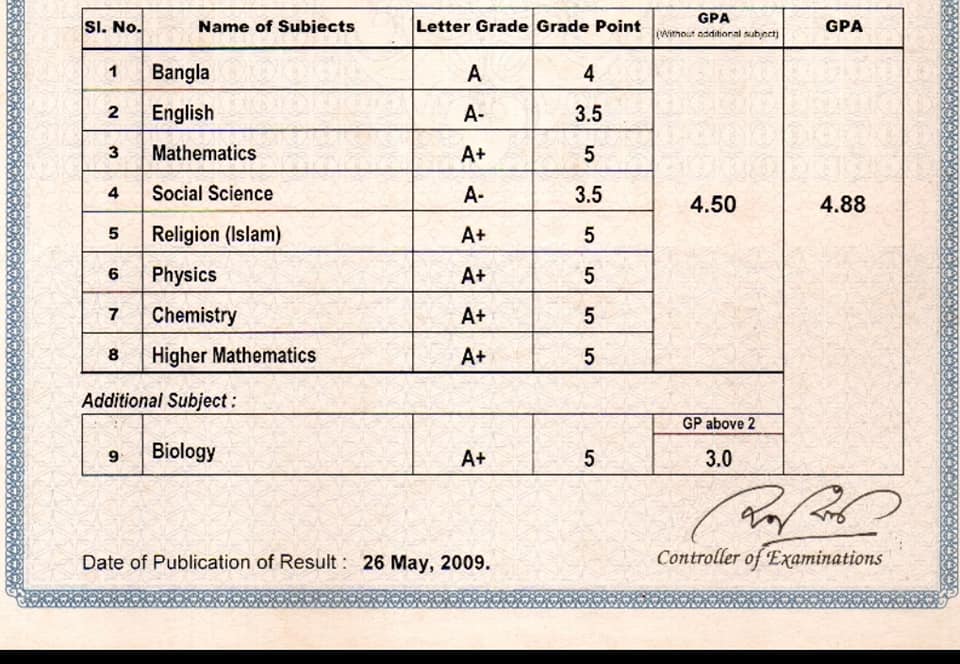 Sl. No. Name of Subjects Letter Grade Grade Point GPA (Without additional subject) GPA
1 Bangla A 4
2 English A- 3.5
3 Mathematics A+ 5
4 Social Science A- 3.5 4.50 4.88
5 Religion (Islam) A+ 5
6 Physics A+ 5
7 Chemistry A+ 5
8 Higher Mathematics A+ 5
Additional Subject :
GP above 2
9 Biology A+ 5 3.0
Date of Publication of Result : 26 May, 2009.
Controller of Examinations